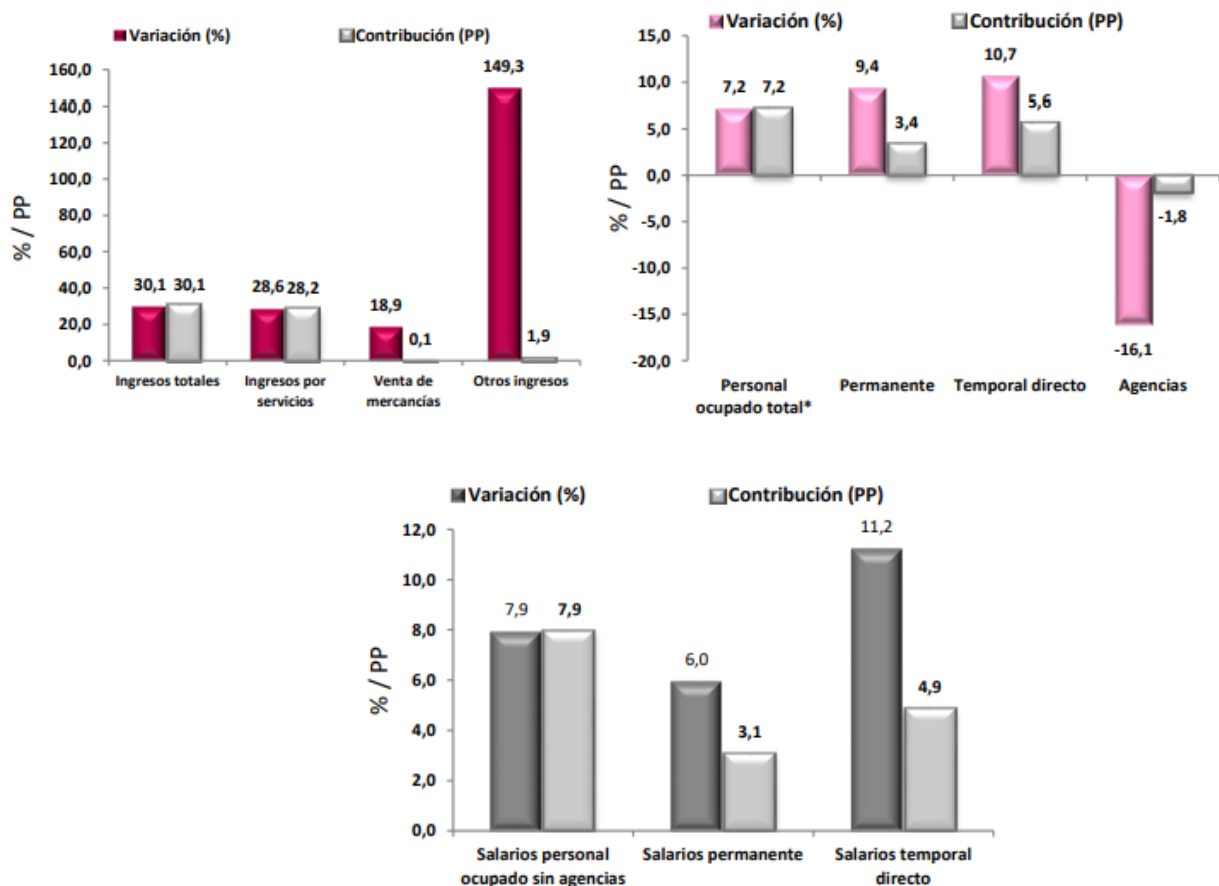 Variación (%) Contribución (PP)
% / PP
160,0
140,0
120,0
100,0
80,0
60,0
40,0
20,0
0,0
30,1 30,1
28,6 28,2
18,9
0,1
149,3
1,9
Ingresos totales
Ingresos por
servicios
Venta de
mercancías
Otros ingresos
Variación (%) Contribución (PP)
% / PP
15,0
10,0
5,0
0,0
-5,0
-10,0
-15,0
-20,0
7,2 7,2
9,4
3,4
10,7
5,6
-16,1
-1,8
Personal
ocupado total*
Permanente
Temporal directo
Agencias
Variación (%) Contribución (PP)
% / PP
12,0
10,0
8,0
6,0
4,0
2,0
0,0
7,9 7,9
6,0
3,1
11,2
4,9
Salarios personal
ocupado sin agencias
Salarios permanente
Salarios temporal
directo